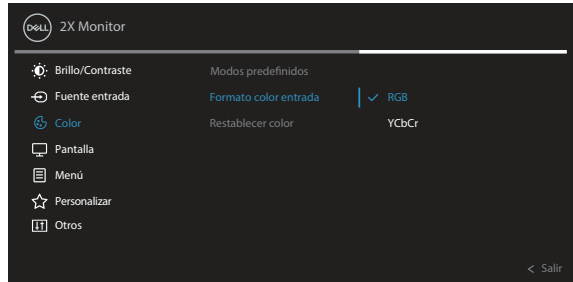 DELL 2X Monitor
Brillo/Contraste Modos predefinidos
Fuente entrada Formato color entrada RGB
Color Restablecer color YCbCr
Pantalla
Menú
Personalizar
Otros
< Salir